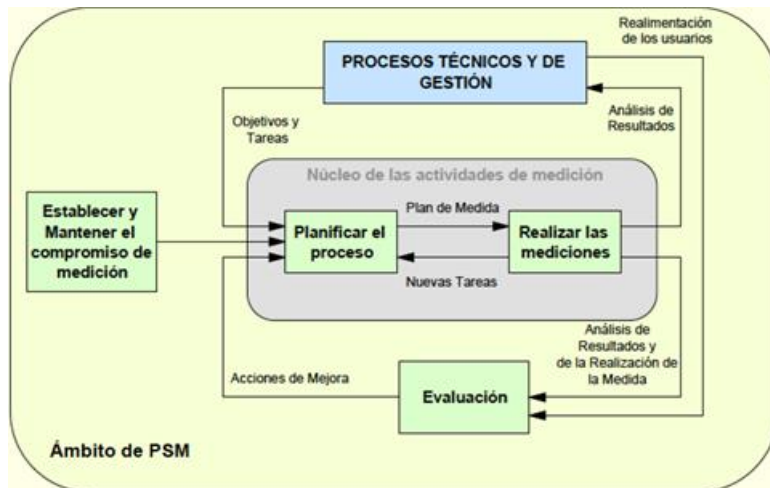 Realimentación
de los usuarios
PROCESOS TÉCNICOS Y DE
GESTIÓN
Objetivos y
Tareas
Análisis de
Resultados
Núcleo de las actividades de medición
Establecer y
Mantener el
compromiso de
medición
Planificar el
proceso
Plan de Medida
Realizar las
mediciones
Nuevas Tareas
Análisis de
Resultados y
de la Realización de
la Medida
Acciones de Mejora
Evaluación
Ámbito de PSM